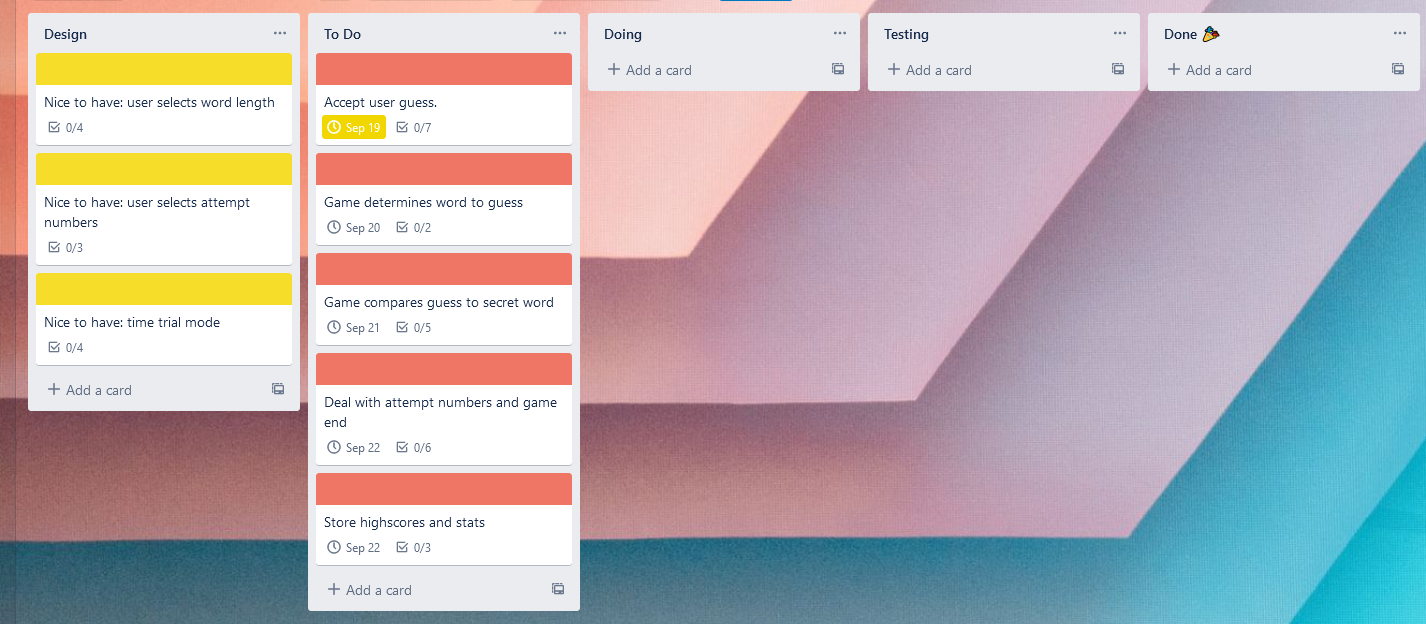 Design
Nice to have: user selects word length
0/4
Nice to have: user selects attempt
numbers
0/3
Nice to have: time trial mode
0/4
Add a card
To Do
Accept user guess.
Sep 19 0/7
Game determines word to guess
Sep 20 0/2
Game compares guess to secret word
Sep 21 0/5
Deal with attempt numbers and game
end
Sep 22 0/6
Store highscores and stats
Sep 22 0/3
Add a card
Doing
Add a card
Testing
Add a card
Done 🎉
Add a card